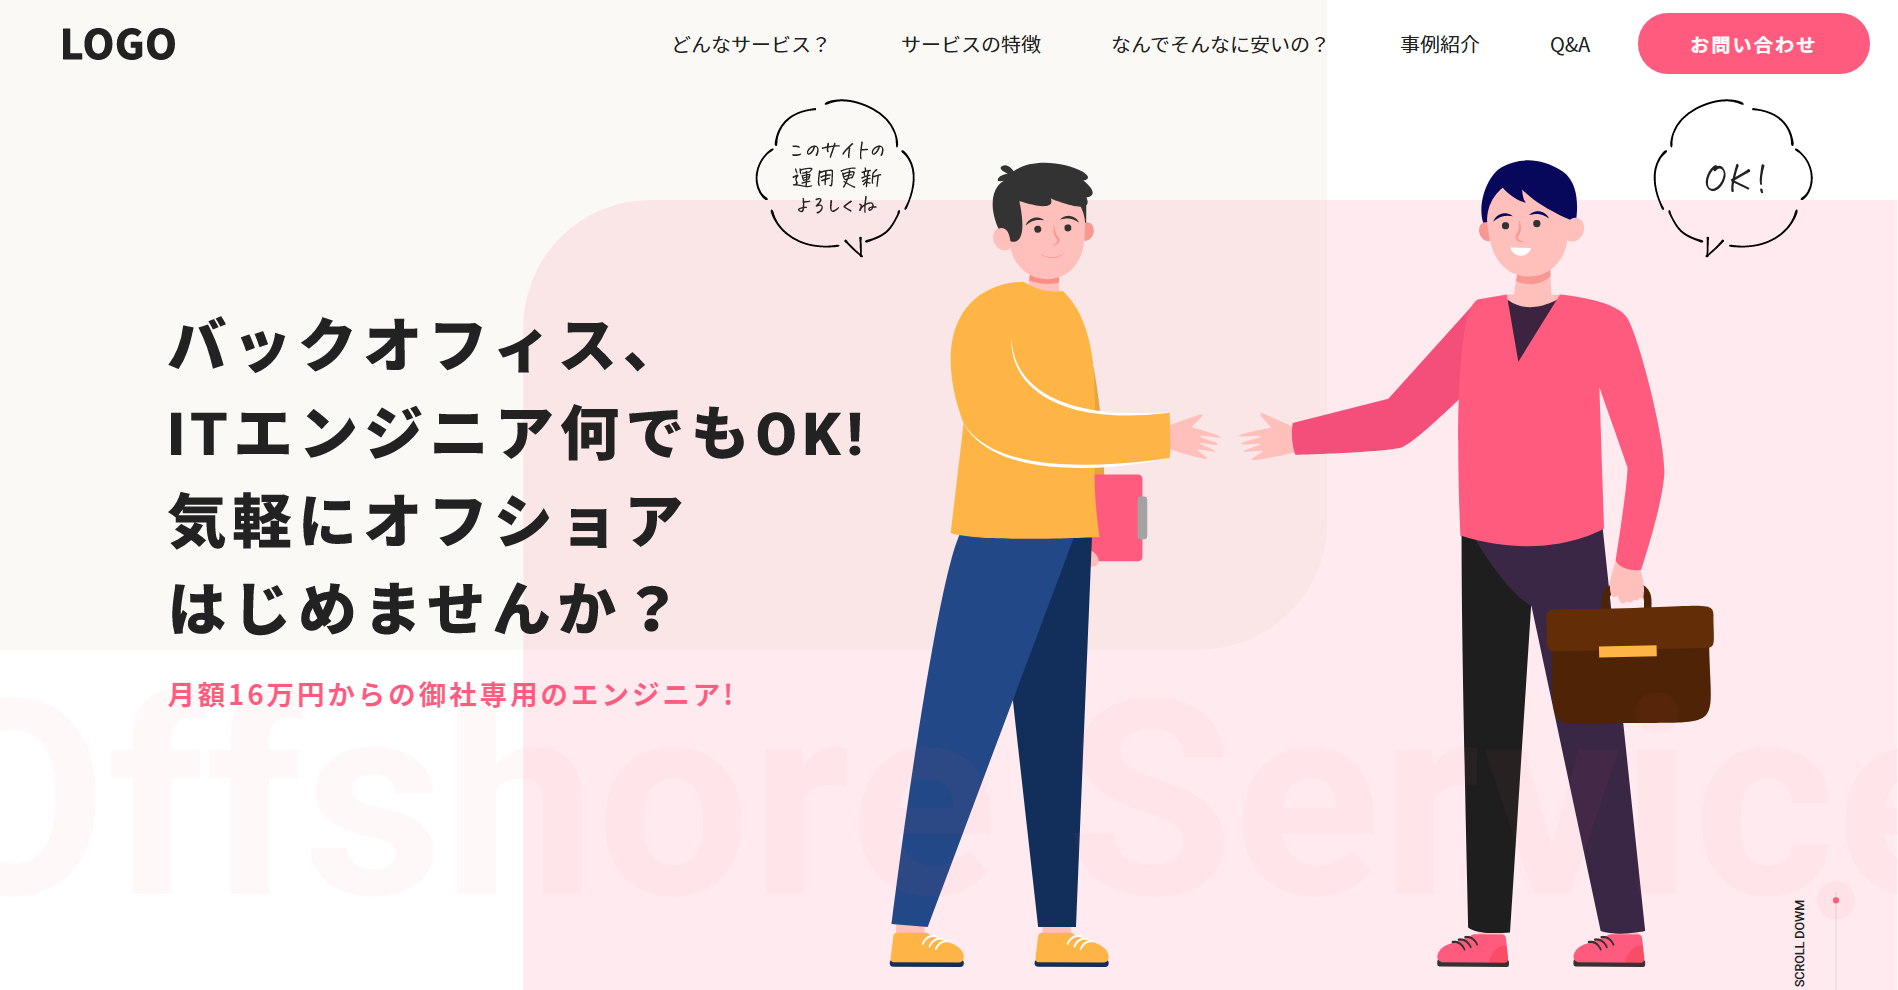 LOGO
どんなサービス？
サービスの特徴
なんでそんなに安いの？
事例紹介
Q&A
お問い合わせ
このサイトの
運用更新
よろしくね
OK!
バックオフィス、
ITエンジニア何でもOK!
気軽にオフショア
はじめませんか？
月額16万円からの御社専用のエンジニア!
Offshore Service
SCROLL DOWM